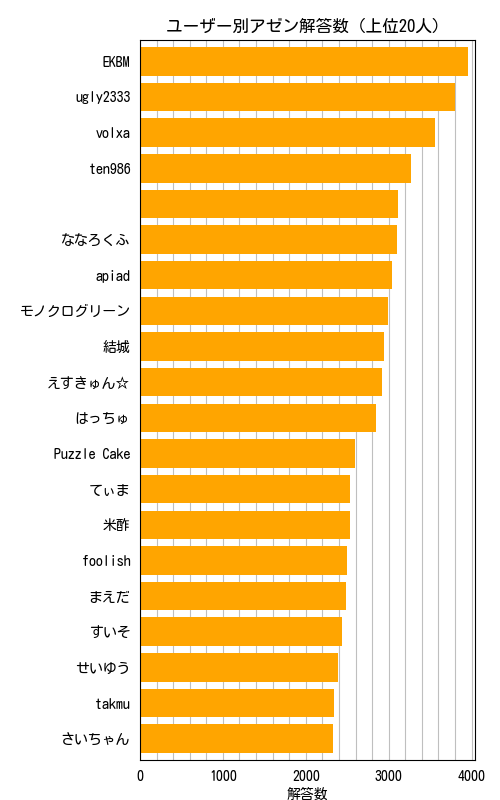 ユーザー別アゼン解答数 (上位20人)
EKBM
ugly2333
volxa
ten986
ななろくふ
apiad
モノクログリーン
結城
えすきゅん☆
はっちゅ
Puzzle Cake
てぃま
米酢
foolish
まえだ
すいそ
せいゆう
takmu
さいちゃん
0 1000 2000 3000 4000
解答数